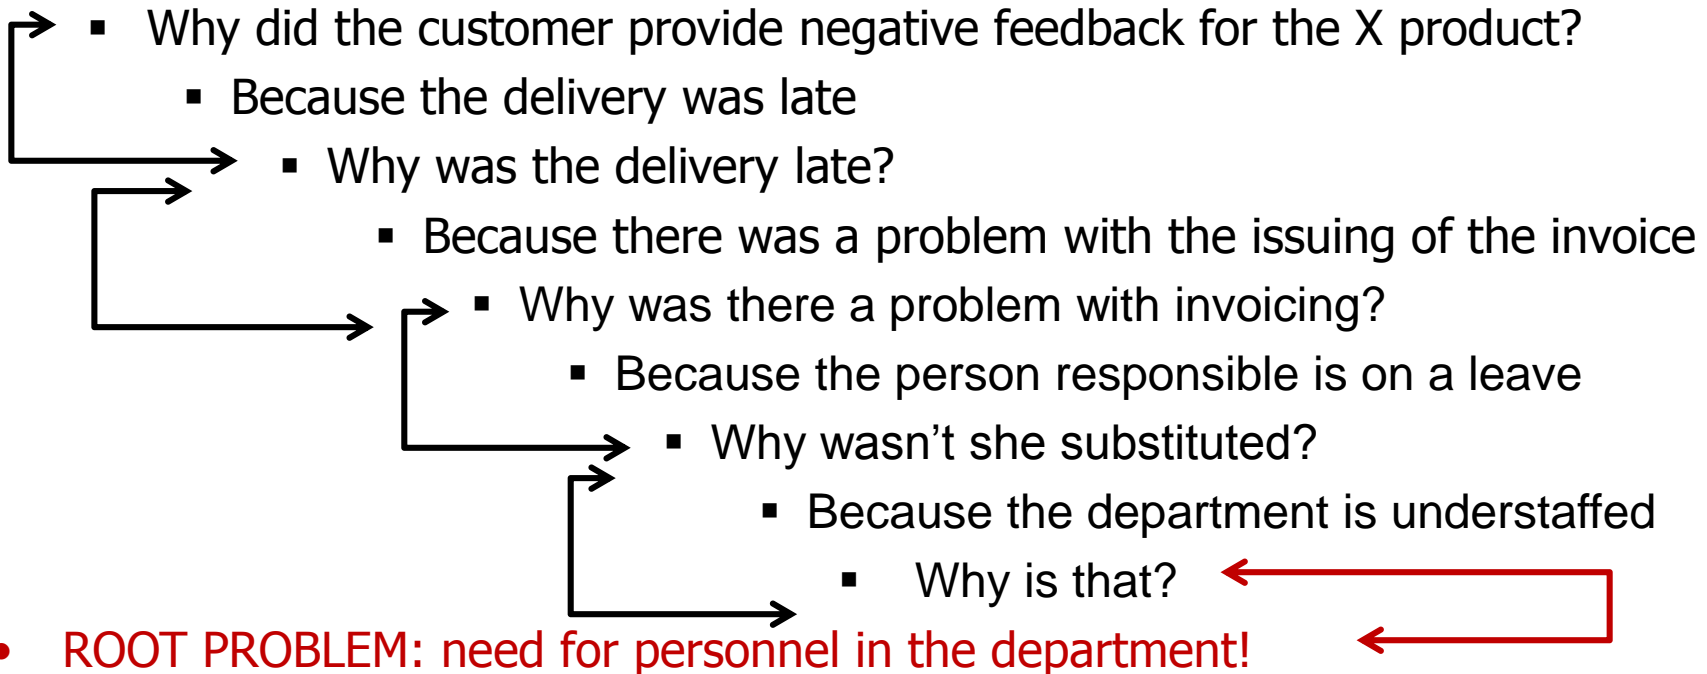 ▪ Why did the customer provide negative feedback for the X product?
▪ Because the delivery was late
▪ Why was the delivery late?
▪ Because there was a problem with the issuing of the invoice
▪ Why was there a problem with invoicing?
▪ Because the person responsible is on a leave
▪ Why wasn’t she substituted?
▪ Because the department is understaffed
▪ Why is that?
• ROOT PROBLEM: need for personnel in the department!